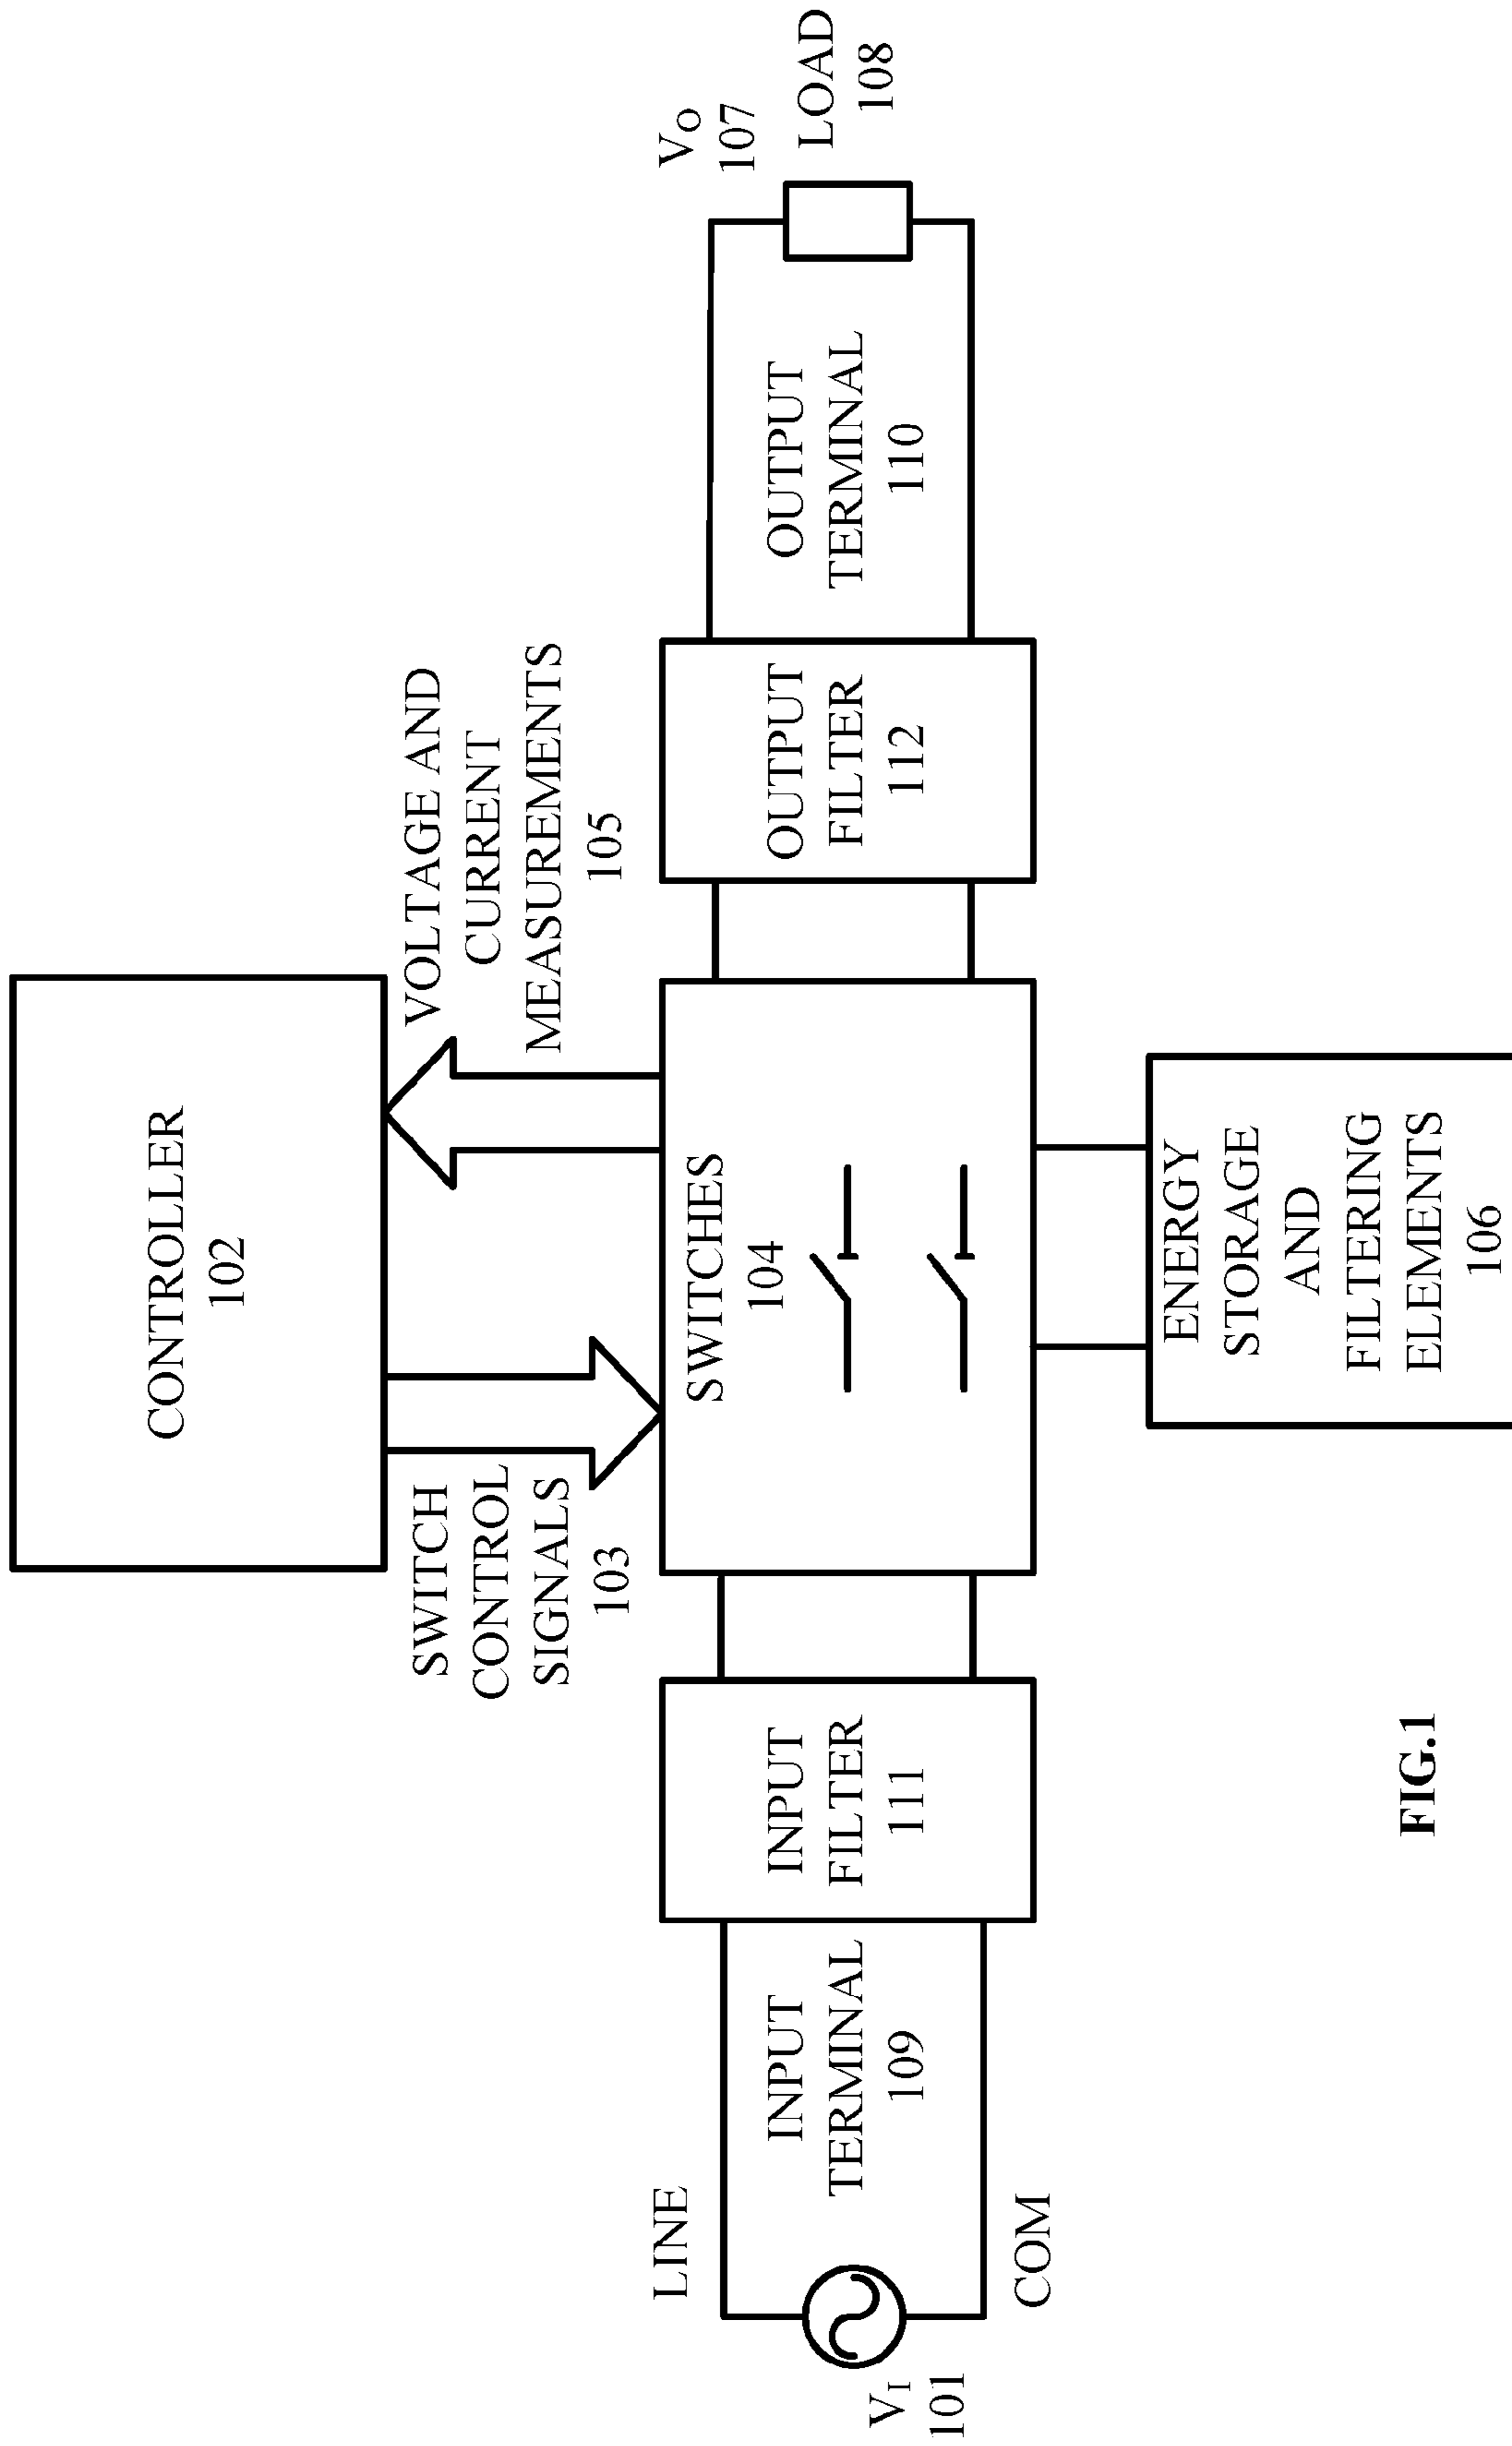 CONTROLLER
102
SWITCH
CONTROL
SIGNALS
103
VOLTAGE AND
CURRENT
MEASUREMENTS
105
LINE
V_I
101
COM
INPUT
TERMINAL
109
INPUT
FILTER
111
SWITCHES
104
OUTPUT
FILTER
112
OUTPUT
TERMINAL
110
V_O
107
LOAD
108
ENERGY
STORAGE
AND
FILTERING
ELEMENTS
106
FIG.1